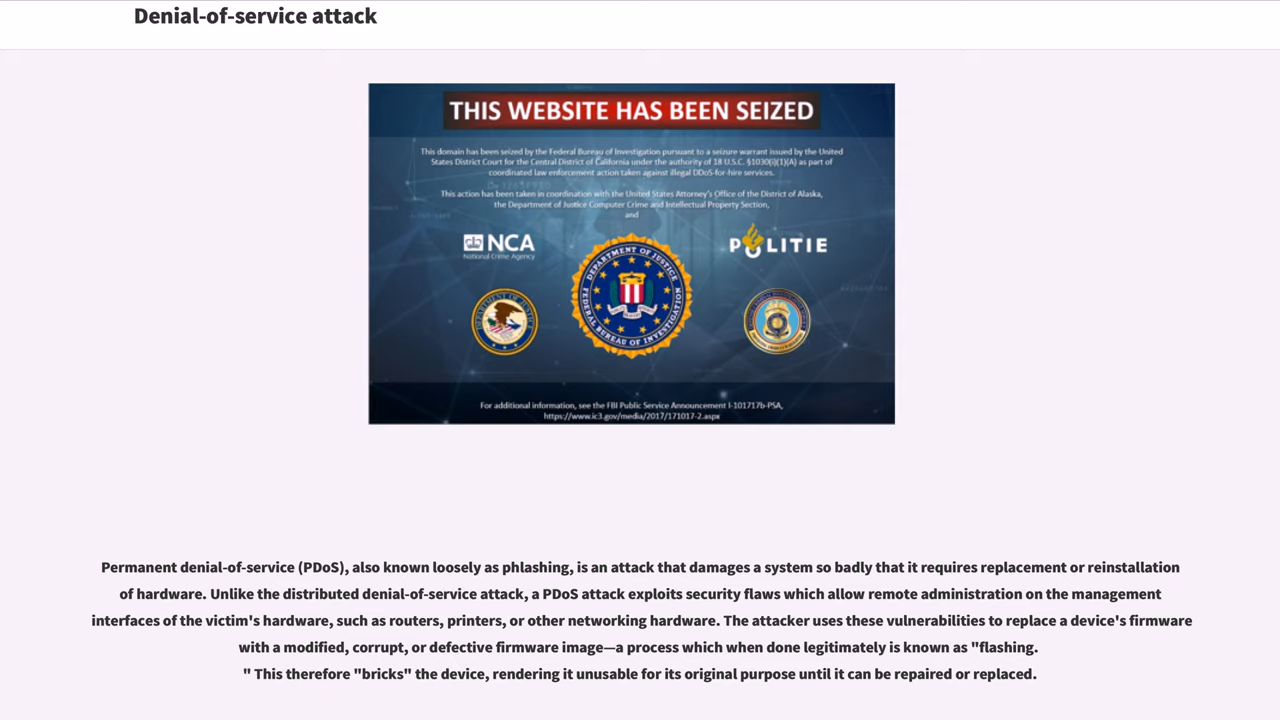 Denial-of-service attack
THIS WEBSITE HAS BEEN SEIZED
This domain has been seized by the Federal Bureau of Investigation pursuant to a seizure warrant issued by the United
States District Court for the Central District of California under the authority of 18 U.S.C. §1030(i)(1)(A) as part of
coordinated law enforcement action taken against illegal DDoS-for-hire services.
This action has been taken in coordination with the United States Attorney's Office of the District of Alaska,
the Department of Justice Computer Crime and Intellectual Property Section,
and
NCA
National Crime Agency
POLITIE
DEPARTMENT OF JUSTICE
FEDERAL BUREAU OF INVESTIGATION
For additional information, see the FBI Public Service Announcement I-101717b-PSA,
https://www.ic3.gov/media/2017/171017-2.aspx
Permanent denial-of-service (PDoS), also known loosely as phlashing, is an attack that damages a system so badly that it requires replacement or reinstallation
of hardware. Unlike the distributed denial-of-service attack, a PDoS attack exploits security flaws which allow remote administration on the management
interfaces of the victim's hardware, such as routers, printers, or other networking hardware. The attacker uses these vulnerabilities to replace a device's firmware
with a modified, corrupt, or defective firmware image—a process which when done legitimately is known as "flashing.
" This therefore "bricks" the device, rendering it unusable for its original purpose until it can be repaired or replaced.